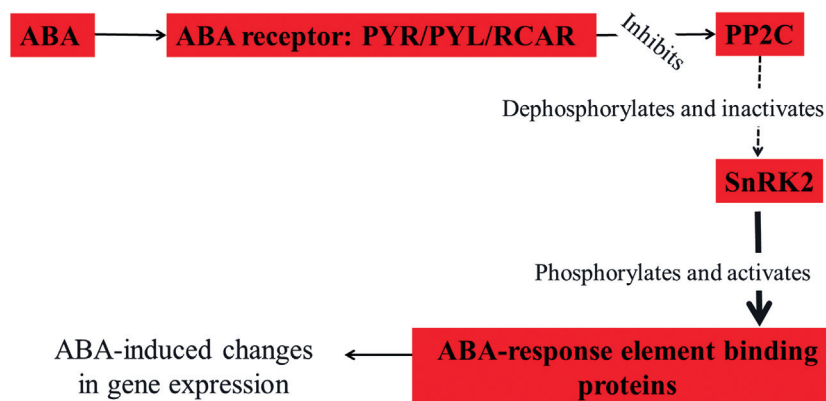 ABA
ABA receptor: PYR/PYL/RCAR
Inhibits
PP2C
Dephosphorylates and inactivates
SnRK2
Phosphorylates and activates
ABA-response element binding
proteins
ABA-induced changes
in gene expression